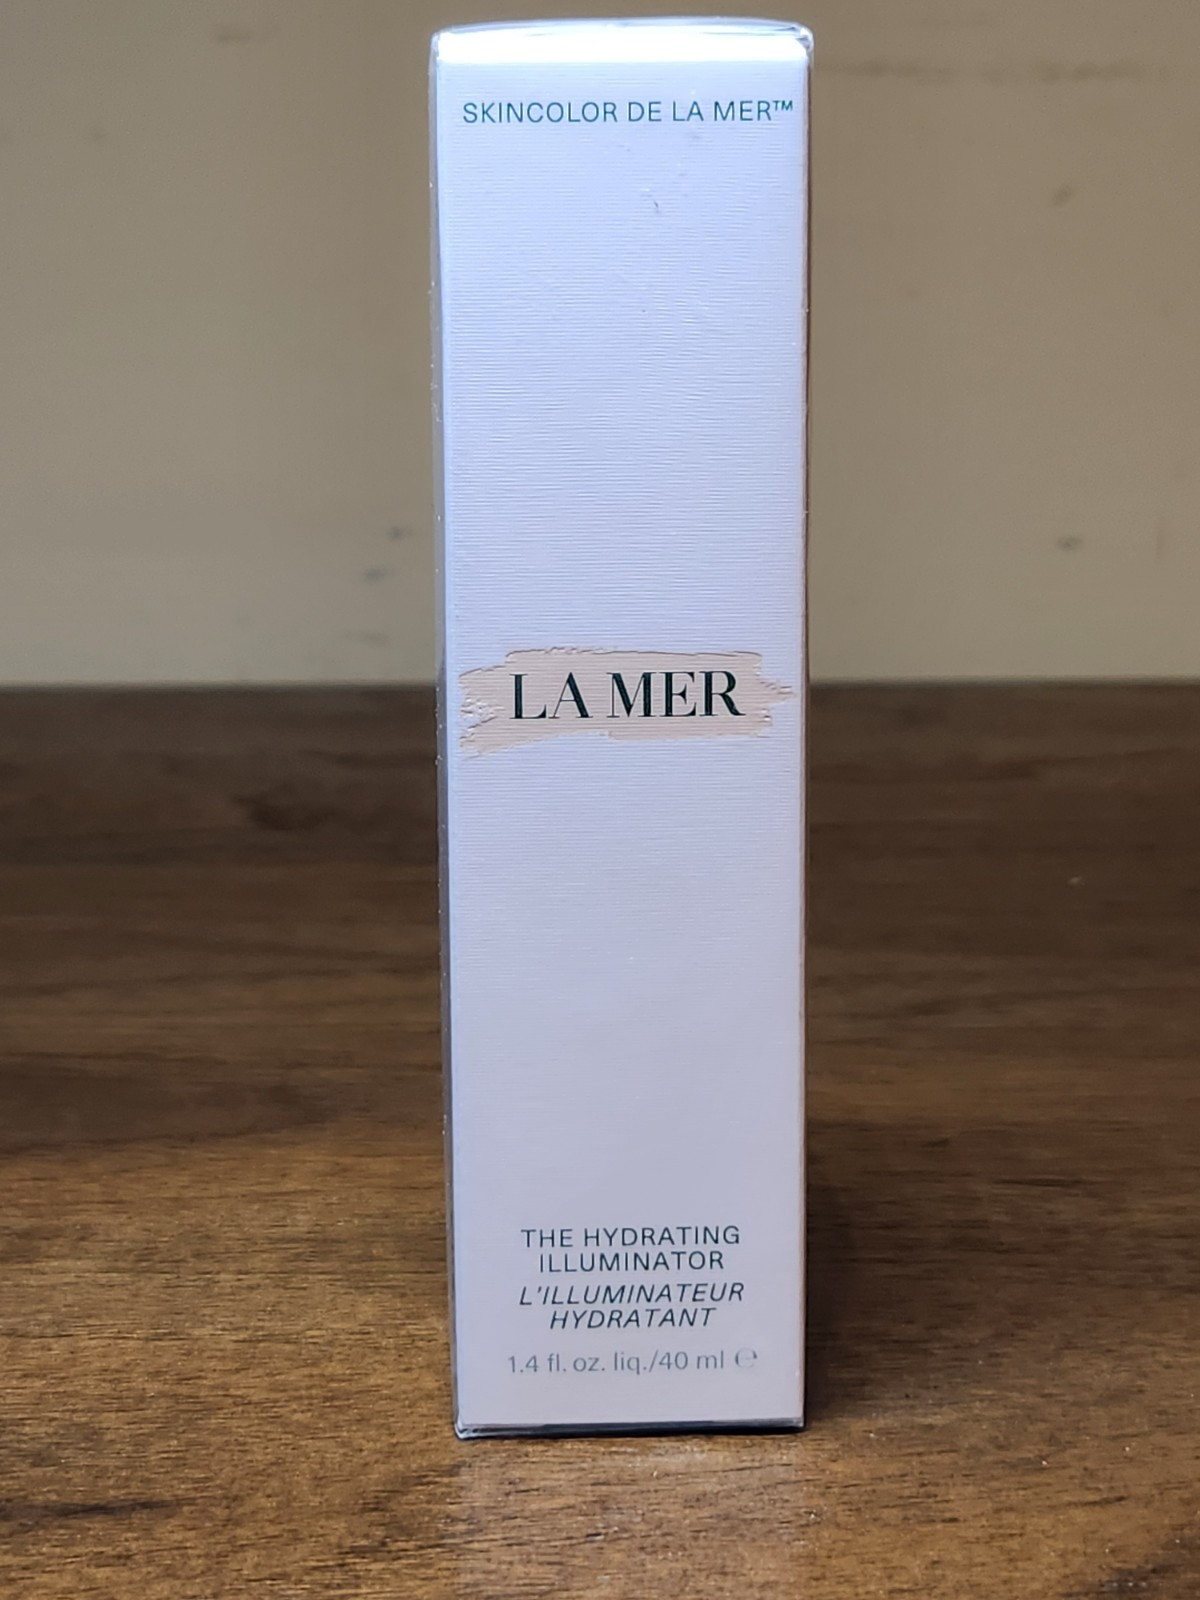 SKINCOLOR DE LA MER™
LA MER
THE HYDRATING
ILLUMINATOR
L'ILLUMINATEUR
HYDRATANT
1.4 fl. oz. liq./40 ml ℮